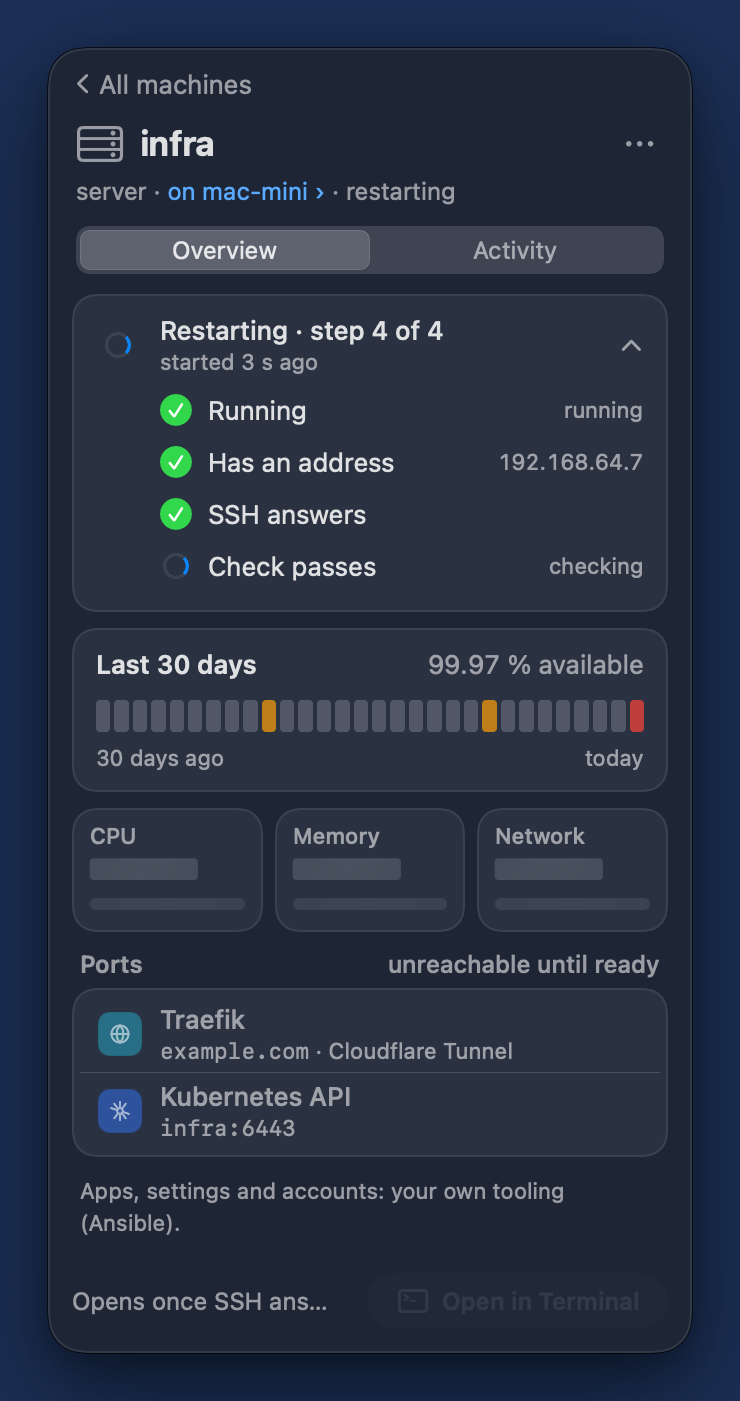 All machines
infra
server · on mac-mini › · restarting
Overview
Activity
Restarting · step 4 of 4
started 3 s ago
Running
running
Has an address
192.168.64.7
SSH answers
Check passes
checking
Last 30 days
99.97 % available
30 days ago
today
CPU
Memory
Network
Ports
unreachable until ready
Traefik
example.com · Cloudflare Tunnel
Kubernetes API
infra:6443
Apps, settings and accounts: your own tooling
(Ansible).
Opens once SSH ans...
Open in Terminal